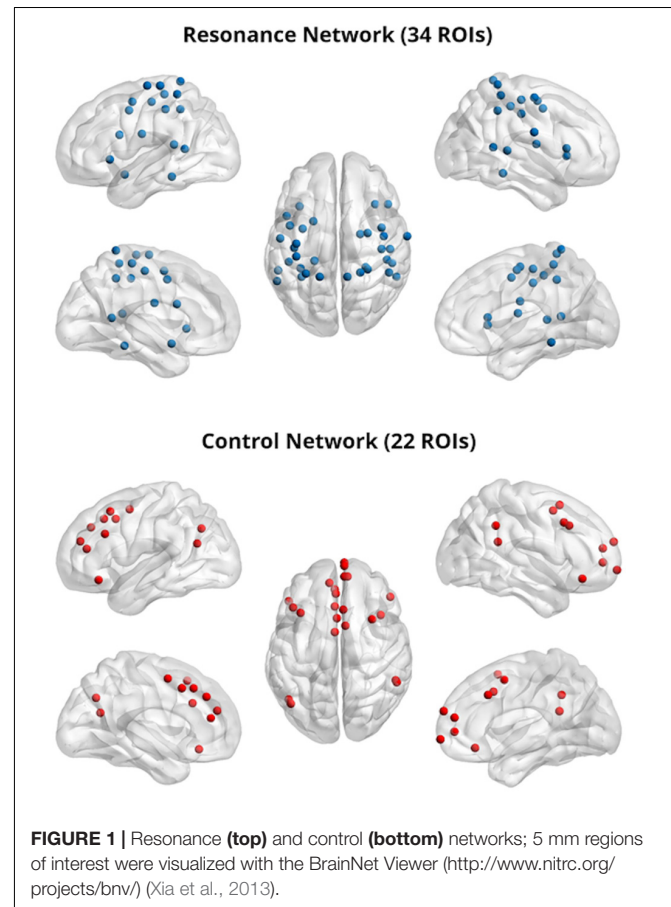 Resonance Network (34 ROIs)
Control Network (22 ROIs)
FIGURE 1 | Resonance (top) and control (bottom) networks; 5 mm regions
of interest were visualized with the BrainNet Viewer (http://www.nitrc.org/
projects/bnv/) (Xia et al., 2013).